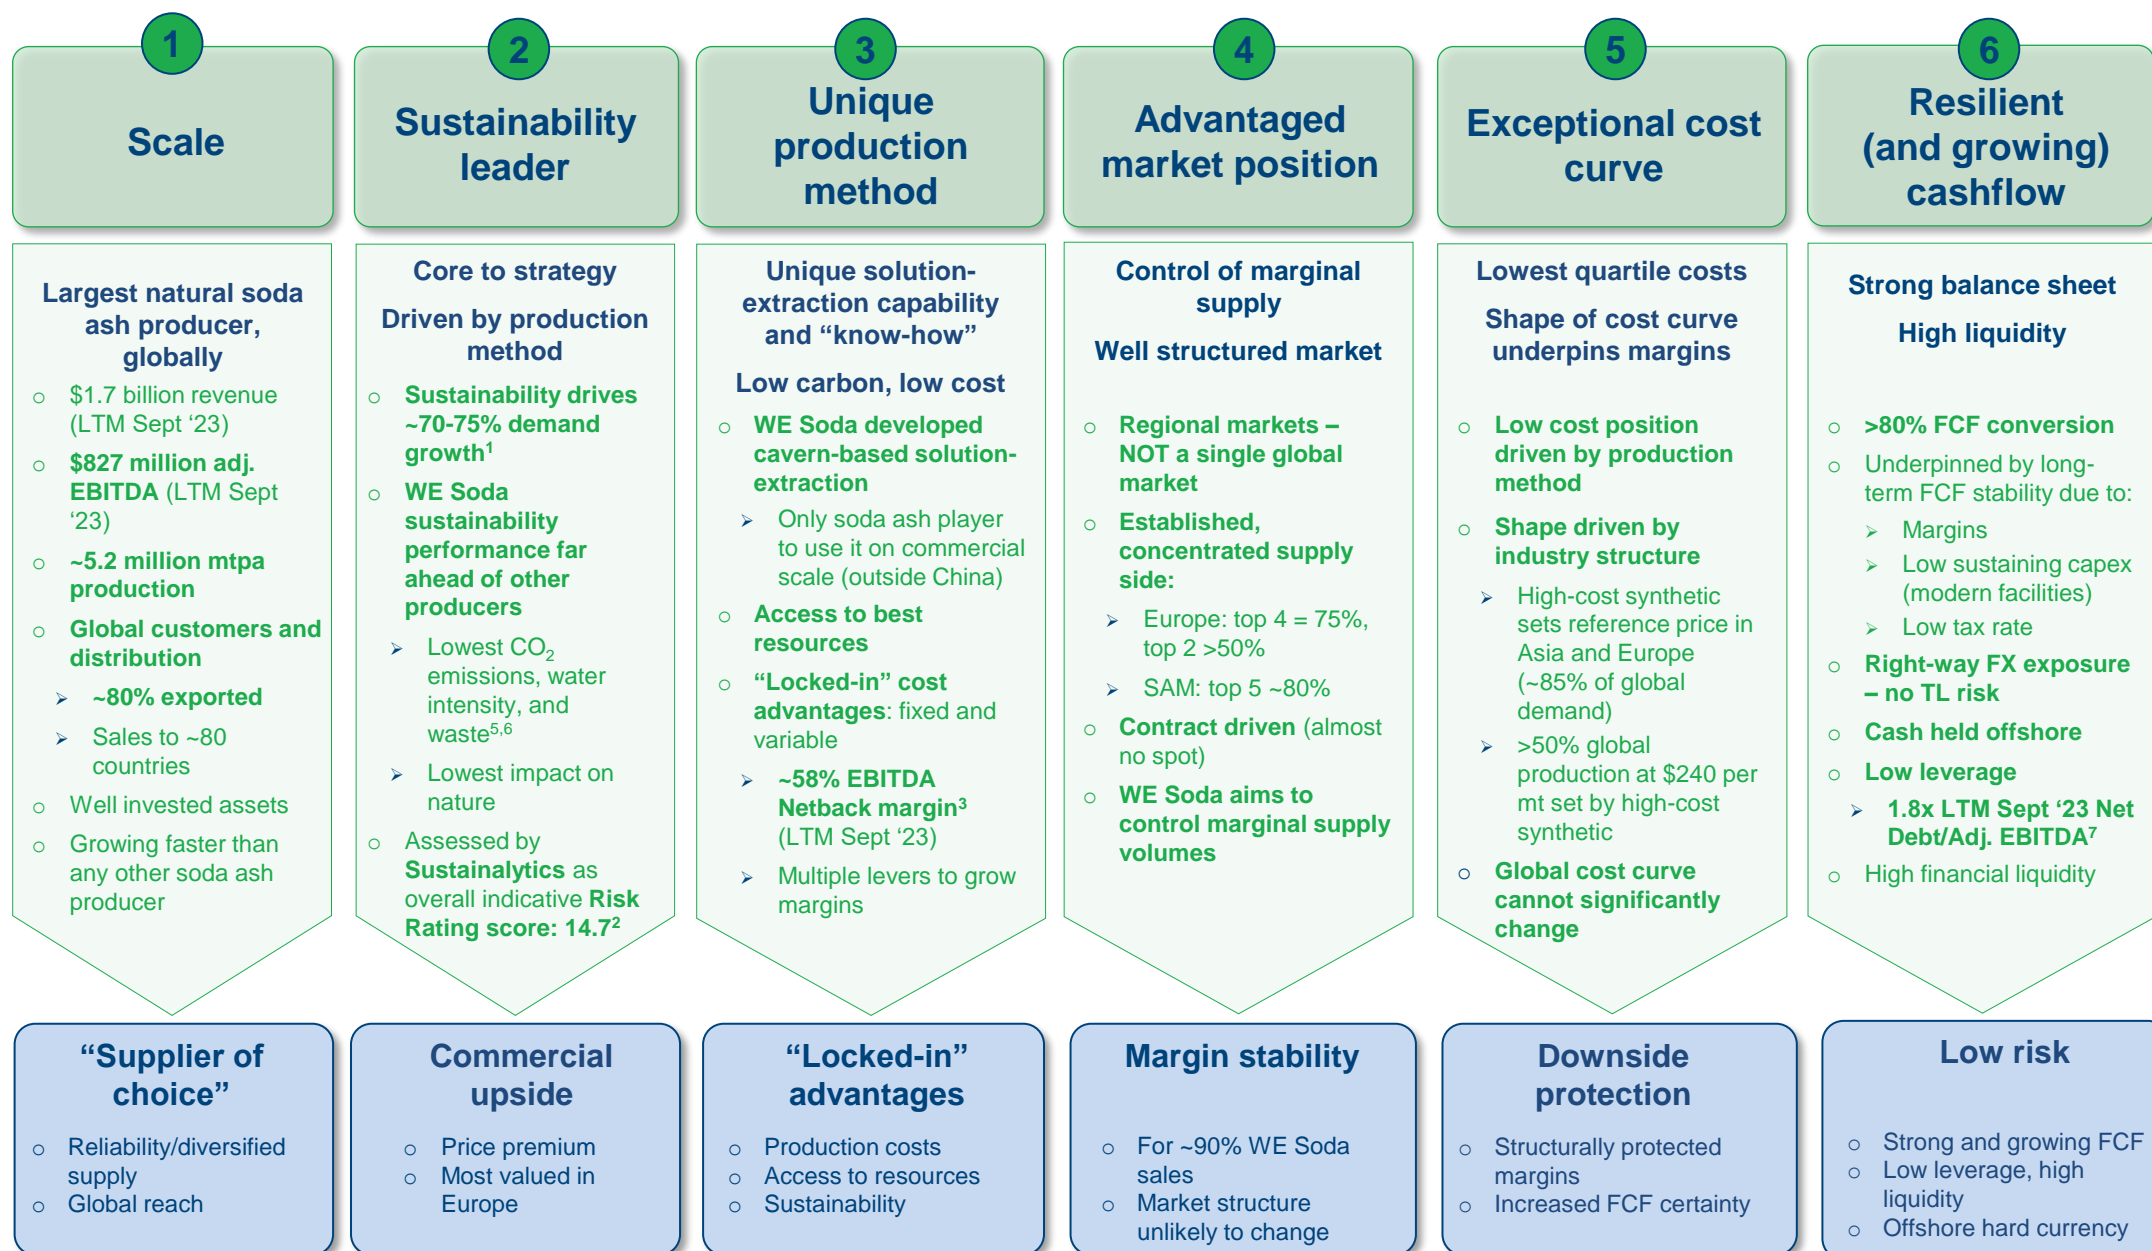 1
Scale
Largest natural soda
ash producer,
globally
○ $1.7 billion revenue
(LTM Sept ‘23)
○ $827 million adj.
EBITDA (LTM Sept
‘23)
○ ~5.2 million mtpa
production
○ Global customers and
distribution
➢ ~80% exported
➢ Sales to ~80
countries
○ Well invested assets
○ Growing faster than
any other soda ash
producer
“Supplier of
choice”
○ Reliability/diversified
supply
○ Global reach
2
Sustainability
leader
Core to strategy
Driven by production
method
○ Sustainability drives
~70-75% demand
growth¹
○ WE Soda
sustainability
performance far
ahead of other
producers
➢ Lowest CO₂
emissions, water
intensity, and
waste⁵,⁶
➢ Lowest impact on
nature
○ Assessed by
Sustainalytics as
overall indicative Risk
Rating score: 14.7²
Commercial
upside
○ Price premium
○ Most valued in
Europe
3
Unique
production
method
Unique solution-
extraction capability
and “know-how”
Low carbon, low cost
○ WE Soda developed
cavern-based solution-
extraction
➢ Only soda ash player
to use it on commercial
scale (outside China)
○ Access to best
resources
○ “Locked-in” cost
advantages: fixed and
variable
➢ ~58% EBITDA
Netback margin³
(LTM Sept ‘23)
➢ Multiple levers to grow
margins
“Locked-in”
advantages
○ Production costs
○ Access to resources
○ Sustainability
4
Advantaged
market position
Control of marginal
supply
Well structured market
○ Regional markets –
NOT a single global
market
○ Established,
concentrated supply
side:
➢ Europe: top 4 = 75%,
top 2 >50%
➢ SAM: top 5 ~80%
○ Contract driven (almost
no spot)
○ WE Soda aims to
control marginal supply
volumes
Margin stability
○ For ~90% WE Soda
sales
○ Market structure
unlikely to change
5
Exceptional cost
curve
Lowest quartile costs
Shape of cost curve
underpins margins
○ Low cost position
driven by production
method
○ Shape driven by
industry structure
➢ High-cost synthetic
sets reference price in
Asia and Europe
(~85% of global
demand)
➢ >50% global
production at $240 per
mt set by high-cost
synthetic
○ Global cost curve
cannot significantly
change
Downside
protection
○ Structurally protected
margins
○ Increased FCF certainty
6
Resilient
(and growing)
cashflow
Strong balance sheet
High liquidity
○ >80% FCF conversion
○ Underpinned by long-
term FCF stability due to:
➢ Margins
➢ Low sustaining capex
(modern facilities)
➢ Low tax rate
○ Right-way FX exposure
– no TL risk
○ Cash held offshore
○ Low leverage
➢ 1.8x LTM Sept ‘23 Net
Debt/Adj. EBITDA⁷
○ High financial liquidity
Low risk
○ Strong and growing FCF
○ Low leverage, high
liquidity
○ Offshore hard currency